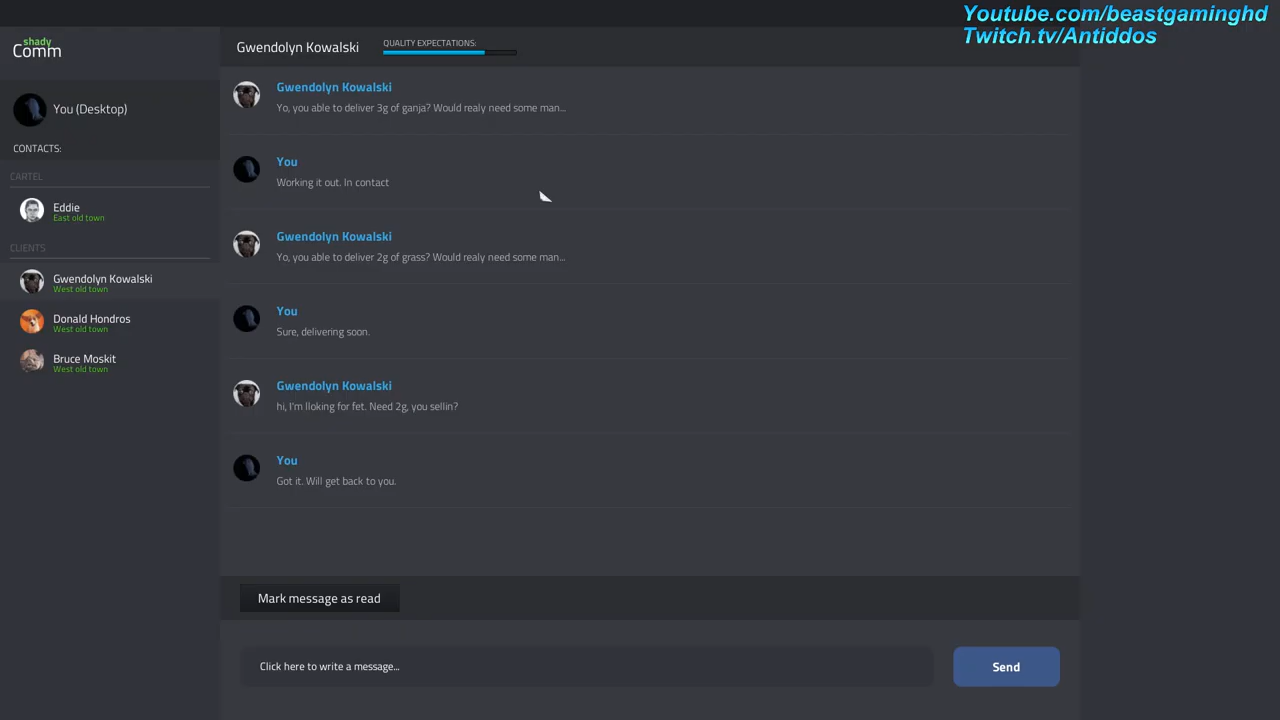 Youtube.com/beastgaminghd
Twitch.tv/Antiddos
shady
Comm
Gwendolyn Kowalski
QUALITY EXPECTATIONS:
You (Desktop)
CONTACTS:
CARTEL
Eddie
East old town
CLIENTS
Gwendolyn Kowalski
West old town
Donald Hondros
West old town
Bruce Moskit
West old town
Gwendolyn Kowalski
Yo, you able to deliver 3g of ganja? Would realy need some man...
You
Working it out. In contact
Gwendolyn Kowalski
Yo, you able to deliver 2g of grass? Would realy need some man...
You
Sure, delivering soon.
Gwendolyn Kowalski
hi, I'm lloking for fet. Need 2g, you sellin?
You
Got it. Will get back to you.
Mark message as read
Click here to write a message...
Send